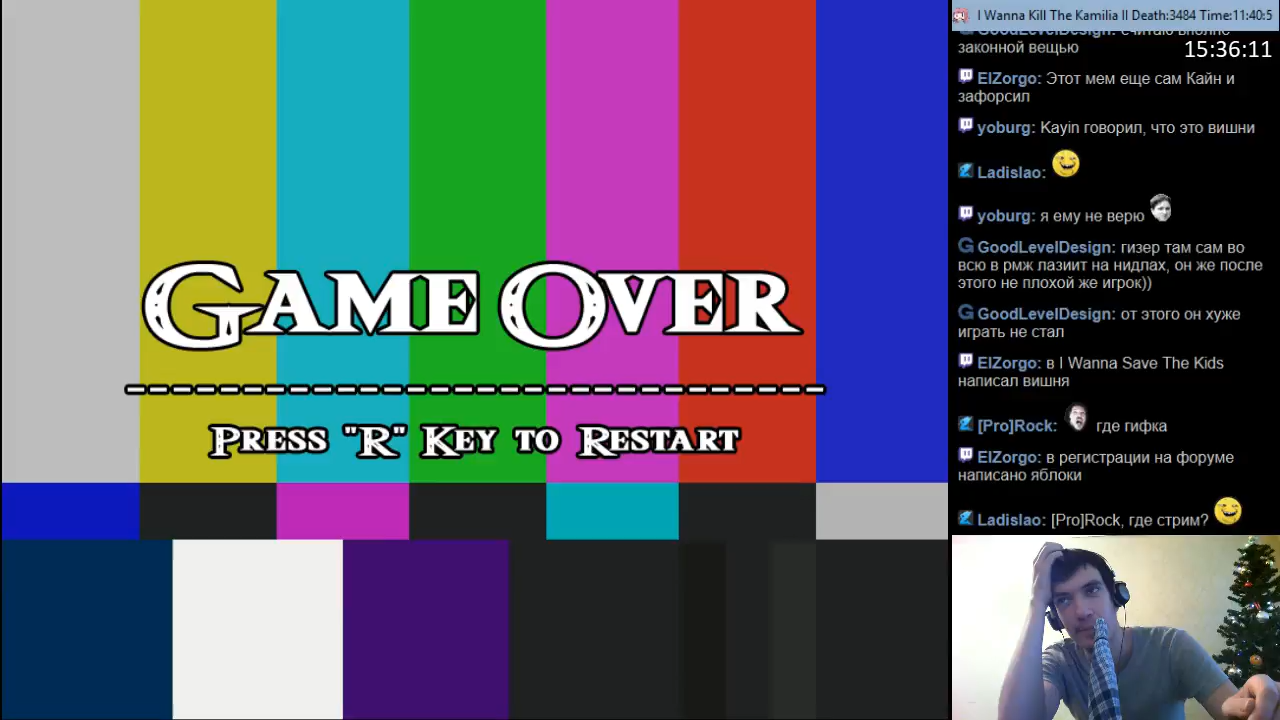 I Wanna Kill The Kamilia II Death:3484 Time:11:40:5
GoodLevelDesign: считаю вполне
законной вещью
15:36:11
ElZorgo: Этот мем еще сам Кайн и
зафорсил
yoburg: Kayin говорил, что это вишни
Ladislao:
yoburg: я ему не верю
GoodLevelDesign: гизер там сам во
всю в рмж лазиит на нидлах, он же после
этого не плохой же игрок))
GoodLevelDesign: от этого он хуже
играть не стал
ElZorgo: в I Wanna Save The Kids
написал вишня
[Pro]Rock: где гифка
ElZorgo: в регистрации на форуме
написано яблоки
Ladislao: [Pro]Rock, где стрим?
Game Over
Press "R" Key to Restart